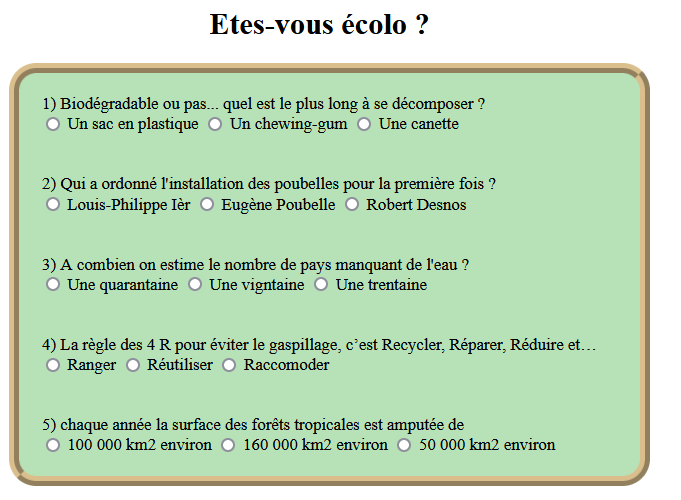 Etes-vous écolo ?
1) Biodégradable ou pas... quel est le plus long à se décomposer ?
Un sac en plastique Un chewing-gum Une canette
2) Qui a ordonné l'installation des poubelles pour la première fois ?
Louis-Philippe Ièr Eugène Poubelle Robert Desnos
3) A combien on estime le nombre de pays manquant de l'eau ?
Une quarantaine Une vigntaine Une trentaine
4) La règle des 4 R pour éviter le gaspillage, c’est Recycler, Réparer, Réduire et…
Ranger Réutiliser Raccomoder
5) chaque année la surface des forêts tropicales est amputée de
100 000 km2 environ 160 000 km2 environ 50 000 km2 environ